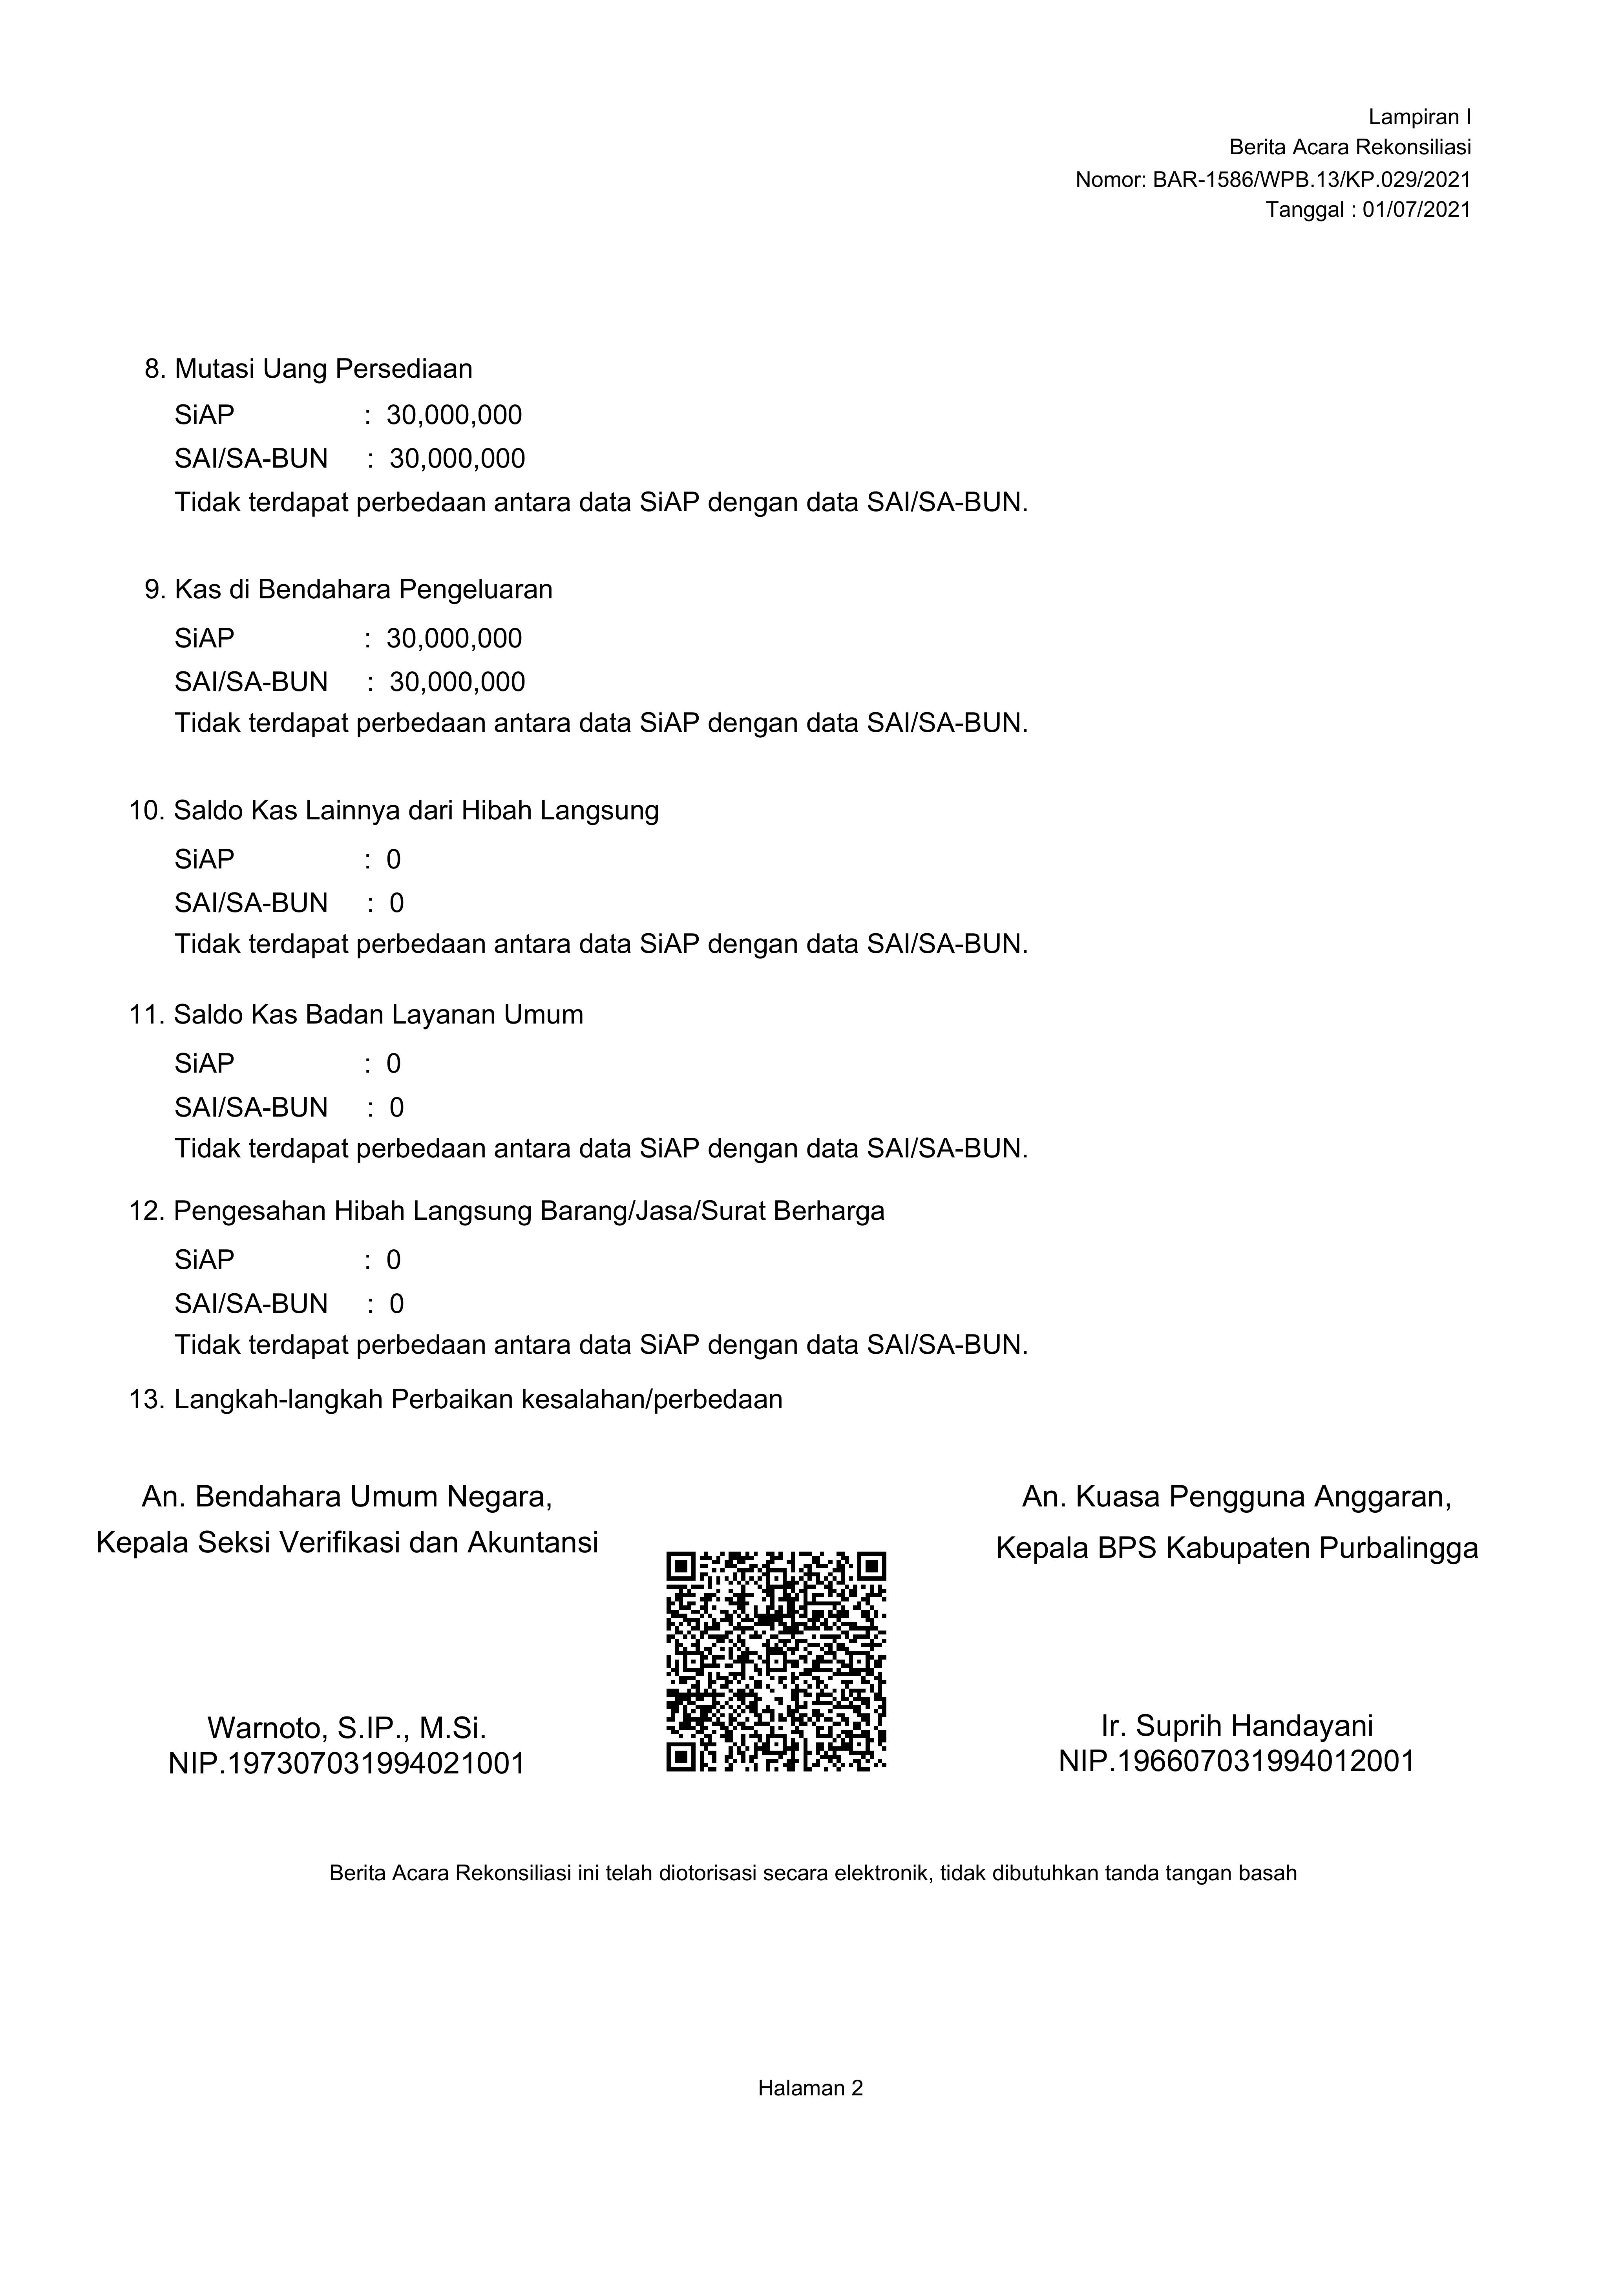 Lampiran I
Berita Acara Rekonsiliasi
Nomor: BAR-1586/WPB.13/KP.029/2021
Tanggal : 01/07/2021
8. Mutasi Uang Persediaan
SiAP : 30,000,000
SAI/SA-BUN : 30,000,000
Tidak terdapat perbedaan antara data SiAP dengan data SAI/SA-BUN.
9. Kas di Bendahara Pengeluaran
SiAP : 30,000,000
SAI/SA-BUN : 30,000,000
Tidak terdapat perbedaan antara data SiAP dengan data SAI/SA-BUN.
10. Saldo Kas Lainnya dari Hibah Langsung
SiAP : 0
SAI/SA-BUN : 0
Tidak terdapat perbedaan antara data SiAP dengan data SAI/SA-BUN.
11. Saldo Kas Badan Layanan Umum
SiAP : 0
SAI/SA-BUN : 0
Tidak terdapat perbedaan antara data SiAP dengan data SAI/SA-BUN.
12. Pengesahan Hibah Langsung Barang/Jasa/Surat Berharga
SiAP : 0
SAI/SA-BUN : 0
Tidak terdapat perbedaan antara data SiAP dengan data SAI/SA-BUN.
13. Langkah-langkah Perbaikan kesalahan/perbedaan
An. Bendahara Umum Negara,
Kepala Seksi Verifikasi dan Akuntansi
Warnoto, S.IP., M.Si.
NIP.197307031994021001
An. Kuasa Pengguna Anggaran,
Kepala BPS Kabupaten Purbalingga
Ir. Suprih Handayani
NIP.196607031994012001
Berita Acara Rekonsiliasi ini telah diotorisasi secara elektronik, tidak dibutuhkan tanda tangan basah
Halaman 2